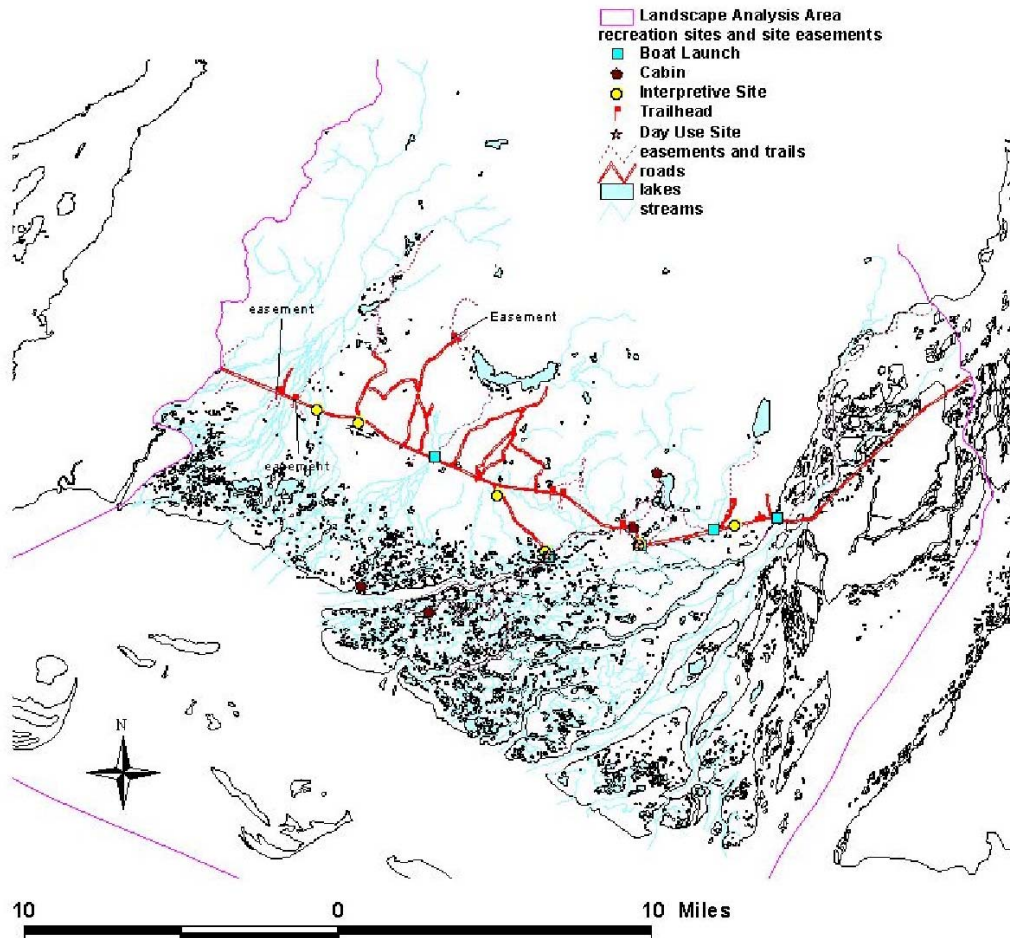 Landscape Analysis Area
recreation sites and site easements
Boat Launch
Cabin
Interpretive Site
Trailhead
Day Use Site
easements and trails
roads
lakes
streams
easement
Easement
easement
N
10 0 10 Miles